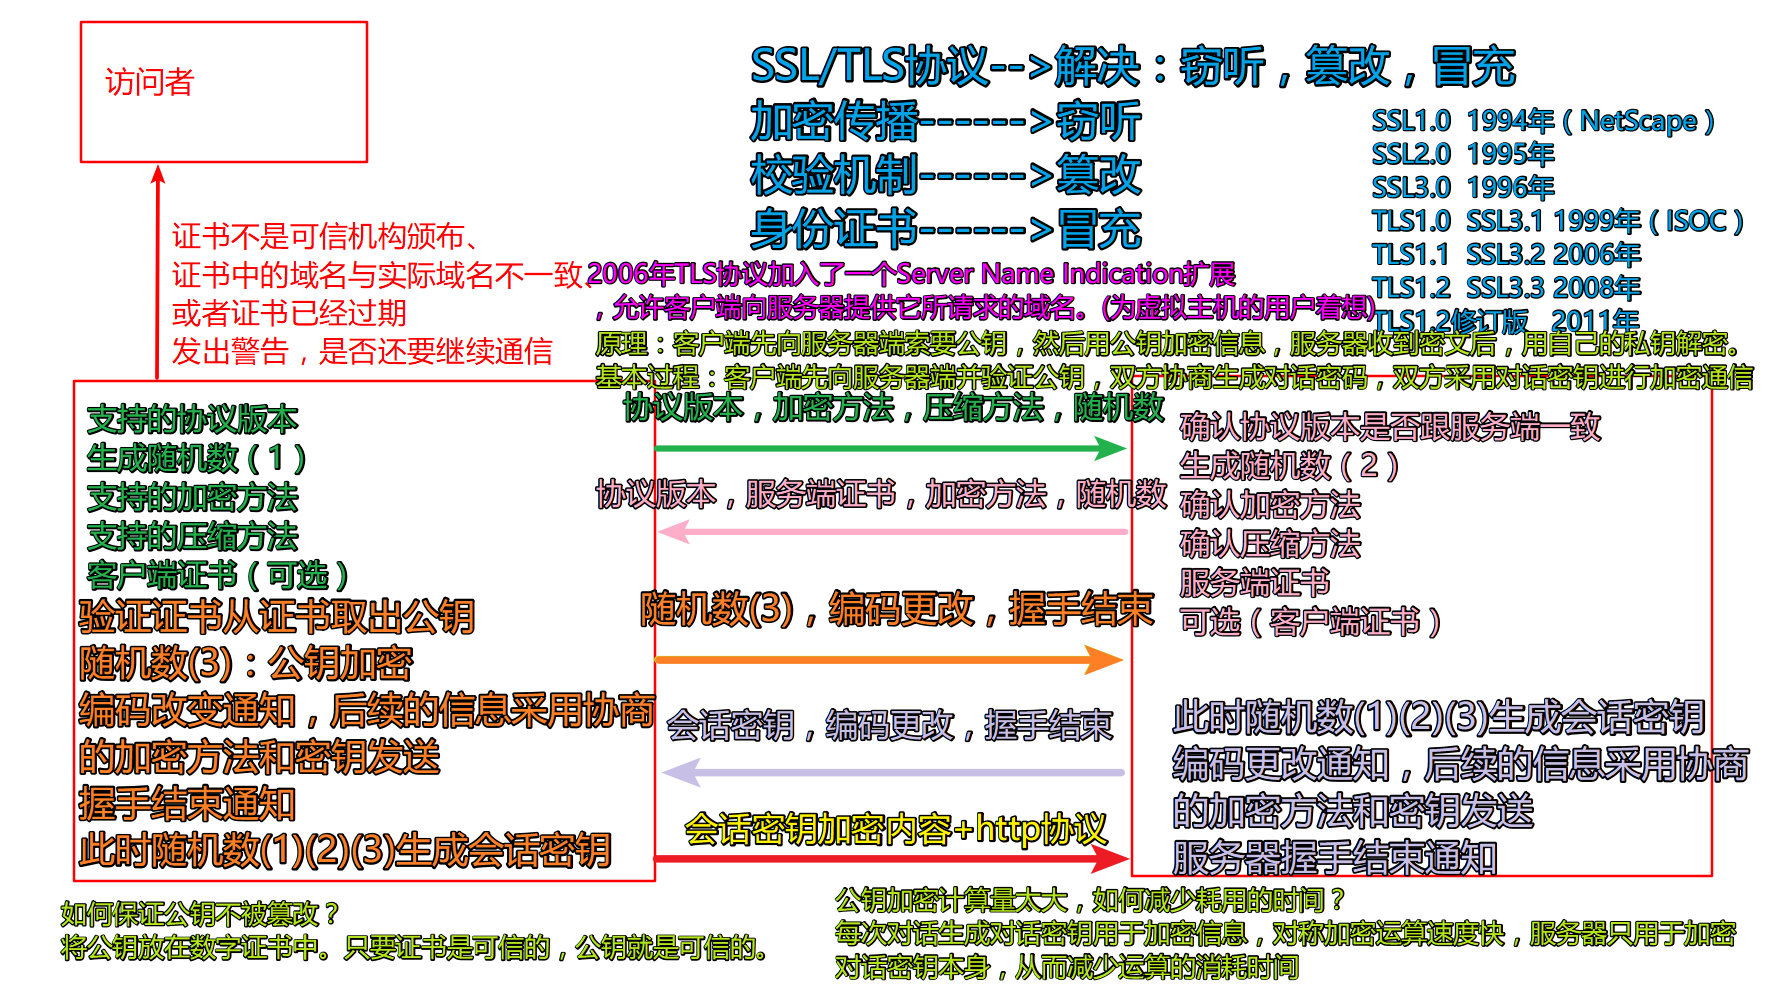 访问者
SSL/TLS协议-->解决：窃听，篡改，冒充
加密传播------>窃听
校验机制------>篡改
身份证书------>冒充
SSL1.0  1994年（NetScape）
SSL2.0  1995年
SSL3.0  1996年
TLS1.0  SSL3.1 1999年（ISOC）
TLS1.1  SSL3.2 2006年
TLS1.2  SSL3.3 2008年
TLS1.2修订版  2011年
证书不是可信机构颁布、
证书中的域名与实际域名不一致、
或者证书已经过期
发出警告，是否还要继续通信
2006年TLS协议加入了一个Server Name Indication扩展
，允许客户端向服务器提供它所请求的域名。(为虚拟主机的用户着想)
原理：客户端先向服务器端索要公钥，然后用公钥加密信息，服务器收到密文后，用自己的私钥解密。
基本过程：客户端先向服务器端并验证公钥，双方协商生成对话密码，双方采用对话密钥进行加密通信
支持的协议版本
生成随机数（1）
支持的加密方法
支持的压缩方法
客户端证书（可选）
验证证书从证书取出公钥
随机数(3)：公钥加密
编码改变通知，后续的信息采用协商
的加密方法和密钥发送
握手结束通知
此时随机数(1)(2)(3)生成会话密钥
协议版本，加密方法，压缩方法，随机数
协议版本，服务端证书，加密方法，随机数
随机数(3)，编码更改，握手结束
会话密钥，编码更改，握手结束
会话密钥加密内容+http协议
确认协议版本是否跟服务端一致
生成随机数（2）
确认加密方法
确认压缩方法
服务端证书
可选（客户端证书）
此时随机数(1)(2)(3)生成会话密钥
编码更改通知，后续的信息采用协商
的加密方法和密钥发送
服务器握手结束通知
如何保证公钥不被篡改？
将公钥放在数字证书中。只要证书是可信的，公钥就是可信的。
公钥加密计算量太大，如何减少耗用的时间？
每次对话生成对话密钥用于加密信息，对称加密运算速度快，服务器只用于加密
对话密钥本身，从而减少运算的消耗时间